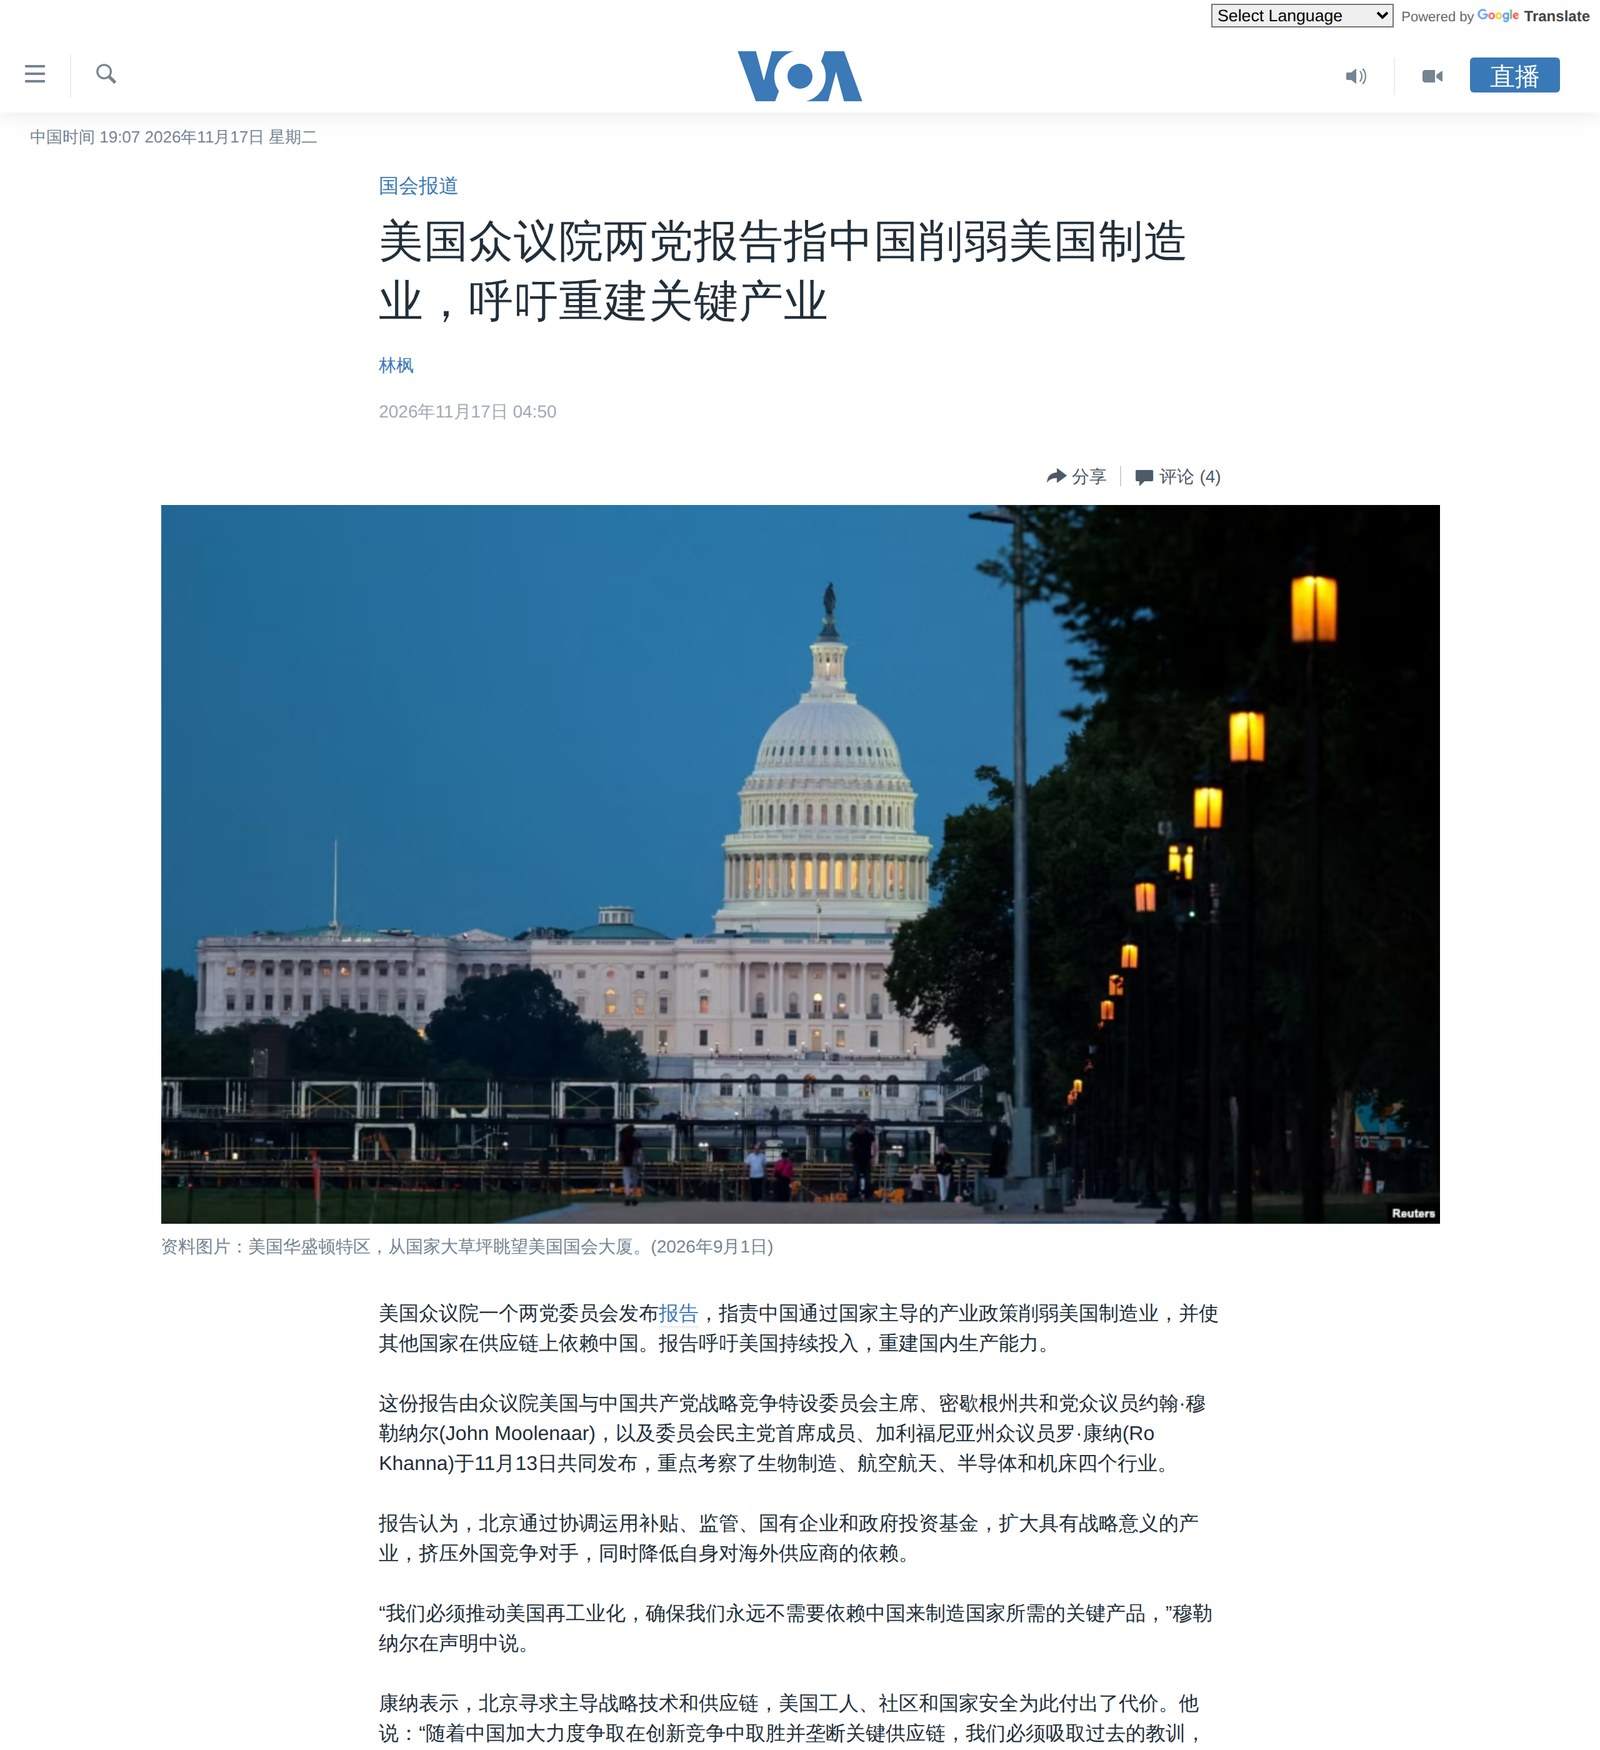 Select Language
Powered by Google Translate
VOA
直播
中国时间 19:07 2026年11月17日 星期二
国会报道
美国众议院两党报告指中国削弱美国制造
业，呼吁重建关键产业
林枫
2026年11月17日 04:50
分享
评论 (4)
Reuters
资料图片：美国华盛顿特区，从国家大草坪眺望美国国会大厦。(2026年9月1日)
美国众议院一个两党委员会发布报告，指责中国通过国家主导的产业政策削弱美国制造业，并使
其他国家在供应链上依赖中国。报告呼吁美国持续投入，重建国内生产能力。
这份报告由众议院美国与中国共产党战略竞争特设委员会主席、密歇根州共和党众议员约翰·穆
勒纳尔(John Moolenaar)，以及委员会民主党首席成员、加利福尼亚州众议员罗·康纳(Ro
Khanna)于11月13日共同发布，重点考察了生物制造、航空航天、半导体和机床四个行业。
报告认为，北京通过协调运用补贴、监管、国有企业和政府投资基金，扩大具有战略意义的产
业，挤压外国竞争对手，同时降低自身对海外供应商的依赖。
“我们必须推动美国再工业化，确保我们永远不需要依赖中国来制造国家所需的关键产品，”穆勒
纳尔在声明中说。
康纳表示，北京寻求主导战略技术和供应链，美国工人、社区和国家安全为此付出了代价。他
说：“随着中国加大力度争取在创新竞争中取胜并垄断关键供应链，我们必须吸取过去的教训，